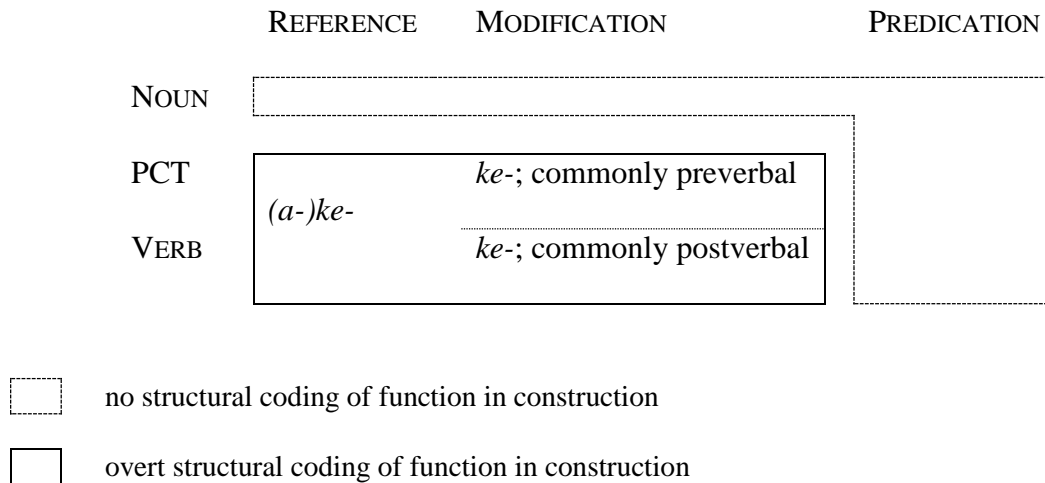 REFERENCE MODIFICATION PREDICATION
NOUN
PCT ke-; commonly preverbal
(a-)ke-
VERB ke-; commonly postverbal
no structural coding of function in construction
overt structural coding of function in construction